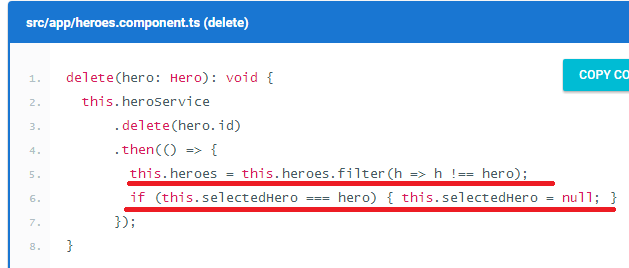 src/app/heroes.component.ts (delete)
COPY CO
1. delete(hero: Hero): void {
2. this.heroService
3. .delete(hero.id)
4. .then(() => {
5. this.heroes = this.heroes.filter(h => h !== hero);
6. if (this.selectedHero === hero) { this.selectedHero = null; }
7. });
8. }